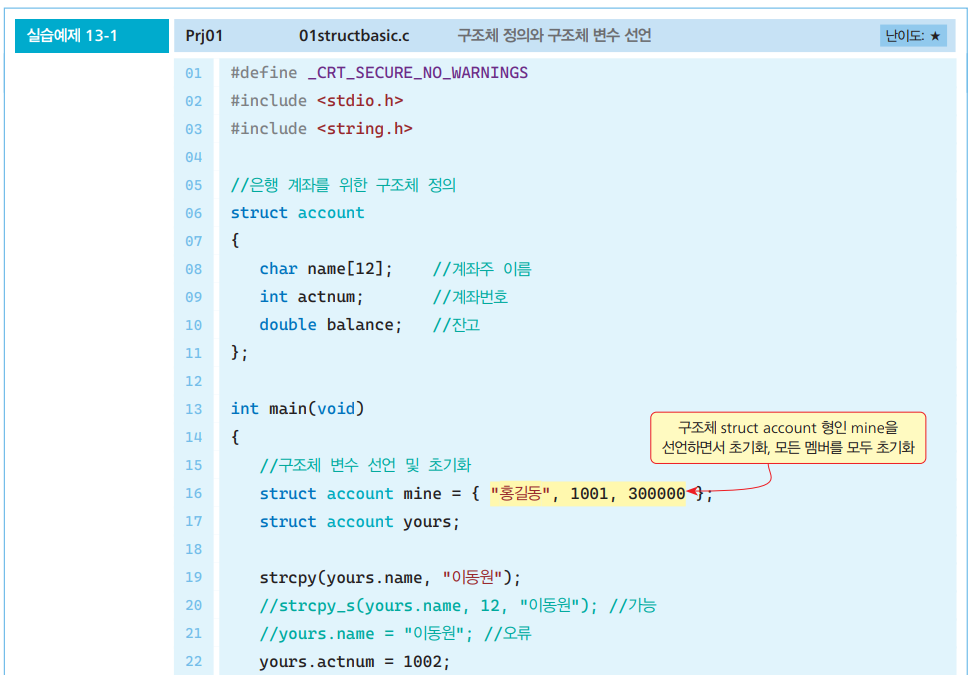 실습예제 13-1 Prj01 01structbasic.c 구조체 정의와 구조체 변수 선언 난이도: ★
01 #define _CRT_SECURE_NO_WARNINGS
02 #include <stdio.h>
03 #include <string.h>
04
05 //은행 계좌를 위한 구조체 정의
06 struct account
07 {
08 char name[12]; //계좌주 이름
09 int actnum; //계좌번호
10 double balance; //잔고
11 };
12
13 int main(void)
구조체 struct account 형인 mine을
선언하면서 초기화, 모든 멤버를 모두 초기화
14 {
15 //구조체 변수 선언 및 초기화
16 struct account mine = { "홍길동", 1001, 300000 };
17 struct account yours;
18
19 strcpy(yours.name, "이동원");
20 //strcpy_s(yours.name, 12, "이동원"); //가능
21 //yours.name = "이동원"; //오류
22 yours.actnum = 1002;